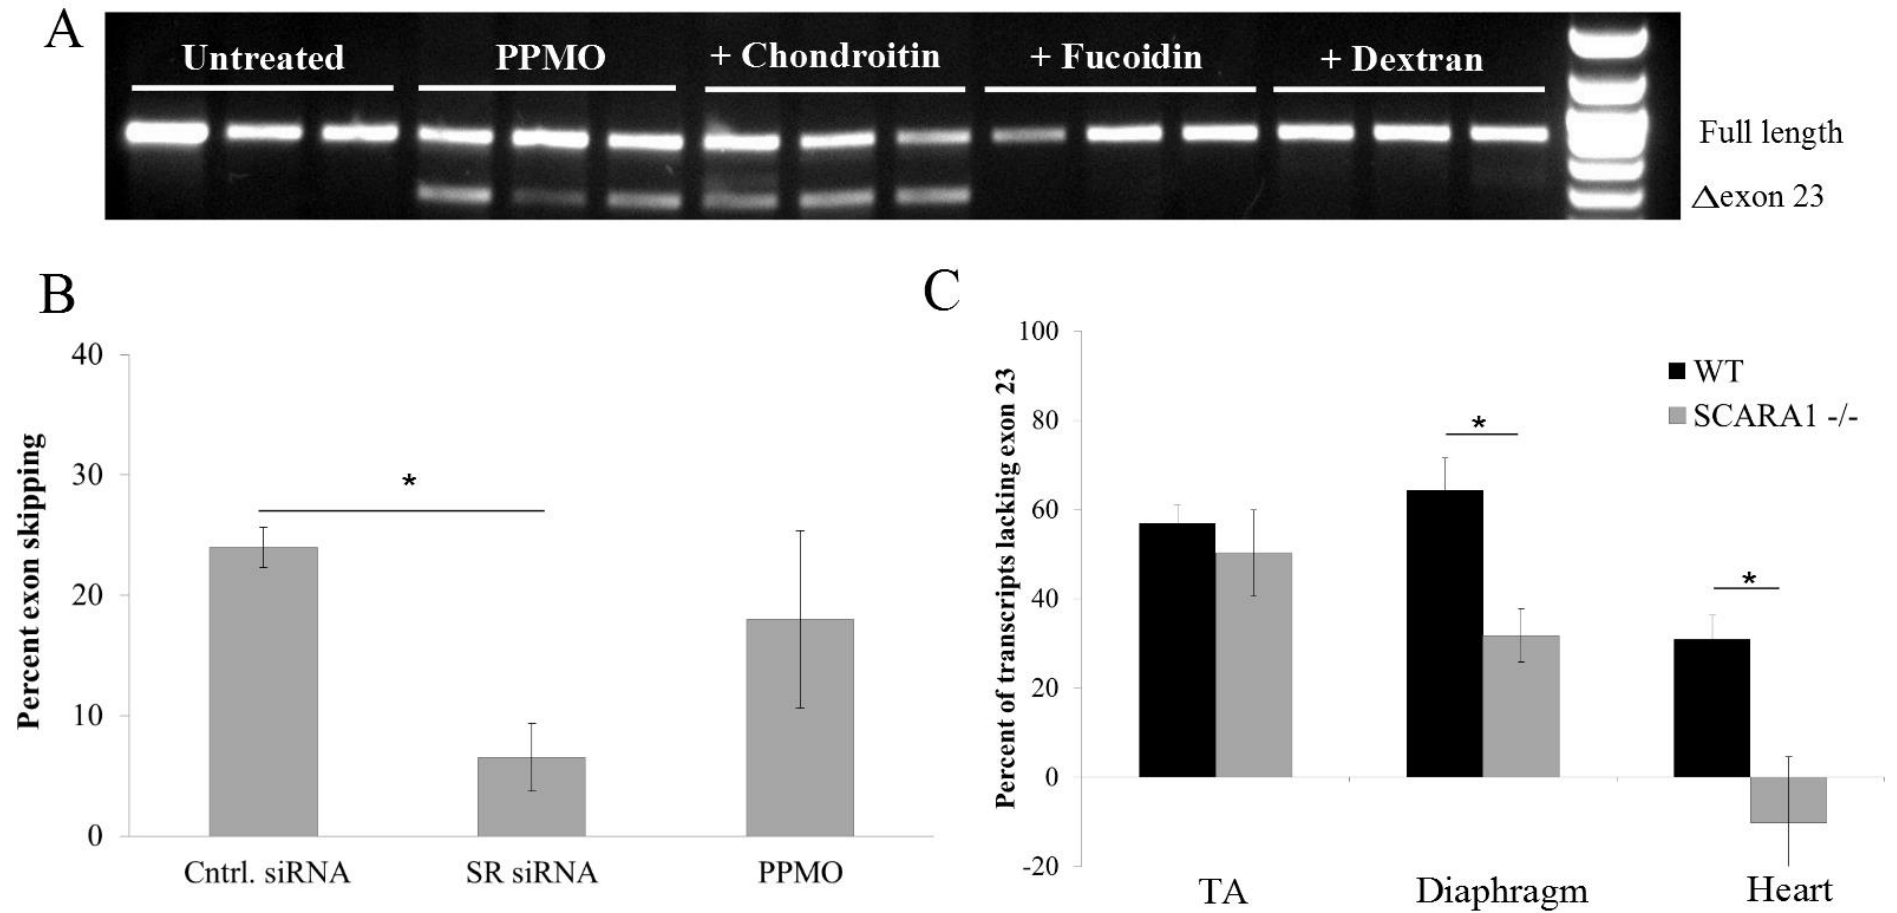 A
Untreated PPMO + Chondroitin + Fucoidin + Dextran
Full length
Δexon 23
B
Percent exon skipping
40
30
20
10
0
*
Cntrl. siRNA SR siRNA PPMO
C
Percent of transcripts lacking exon 23
100
80
60
40
20
0
-20
WT
SCARA1 -/-
*
*
TA Diaphragm Heart